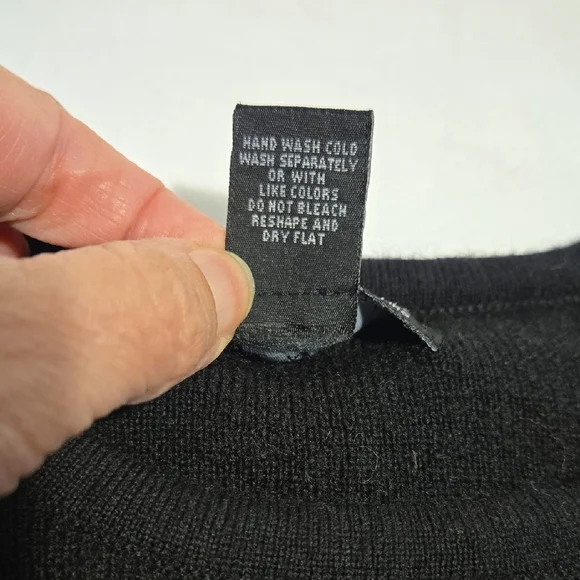 HAND WASH COLD
WASH SEPARATELY
OR WITH
LIKE COLORS
DO NOT BLEACH
RESHAPE AND
DRY FLAT